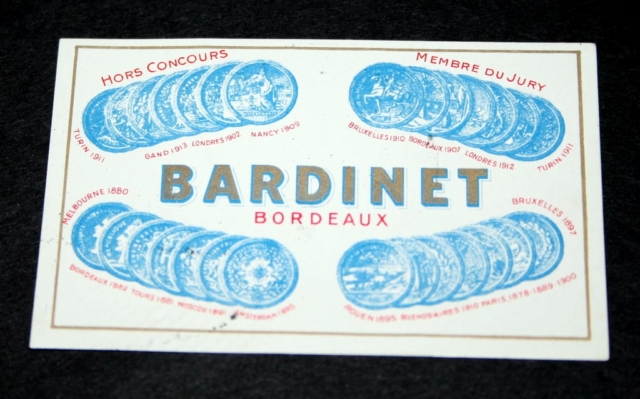 HORS CONCOURS
MEMBRE DU JURY
TURIN 1911
GAND 1913 LONDRES 1902 NANCY 1909
BRUXELLES 1910 BORDEAUX 1907 LONDRES 1912
TURIN 1911
BARDINET
BORDEAUX
MELBOURNE 1880
BRUXELLES 1897
BORDEAUX 1882 TOURS 1881 MOSCOU 1891 AMSTERDAM 1895
ROUEN 1895 BUENOS AIRES 1910 PARIS 1878-1889-1900